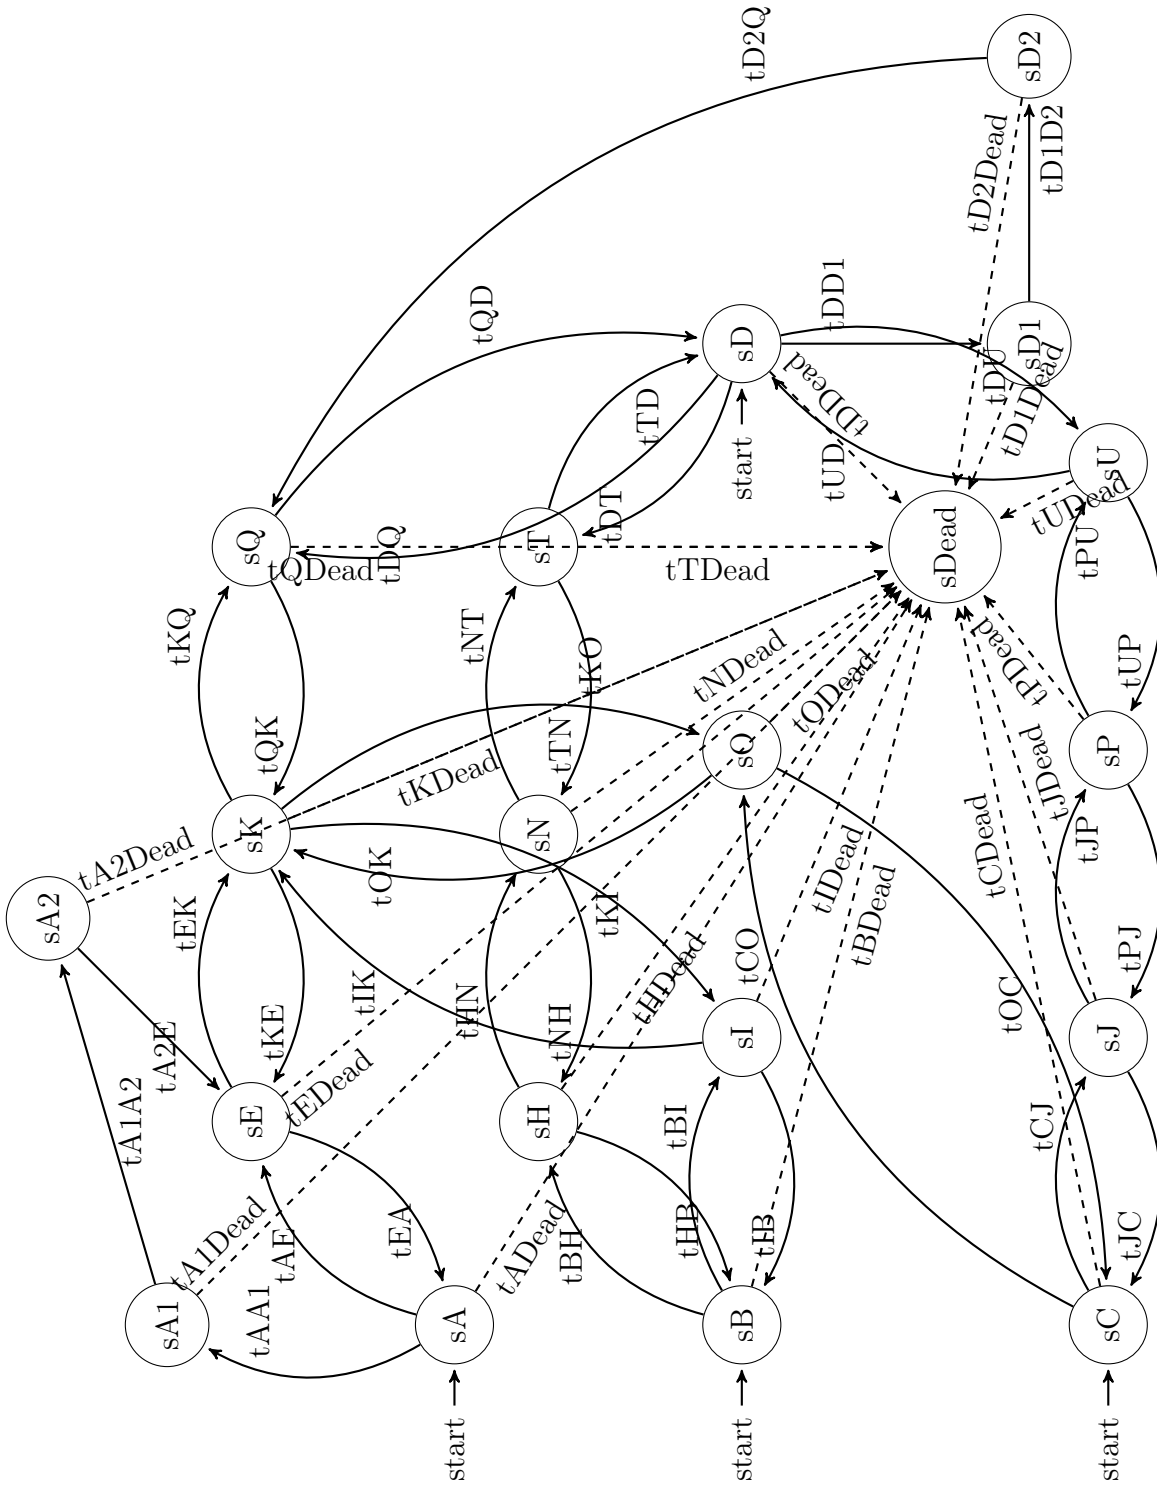 tD2Q
sD2
tD2Dead
tD1D2
tQD
tDD1
sD
sD1
tDU
tD1Dead
tDDead
tTD
start
tUD
sU
tUDead
sQ
tDT
tDQ
sT
tQDead
tTDead
sDead
tPU
tKQ
tNT
tKO
tNDead
tODead
tPDead
tUP
tQK
tTN
sO
sP
tKDead
tJDead
sK
sN
tCDead
tJP
tA2Dead
tOK
tIDead
tBDead
sA2
tEK
tKI
tCO
tPJ
tIK
tHN
tHDead
tOC
tKE
tNH
sI
sJ
tA2E
tA1A2
sE
tEDead
sH
tBI
tCJ
tA1Dead
tAE
tEA
tADead
tBH
tHB
tIB
tJC
sA1
tAA1
sA
sB
sC
start
start
start